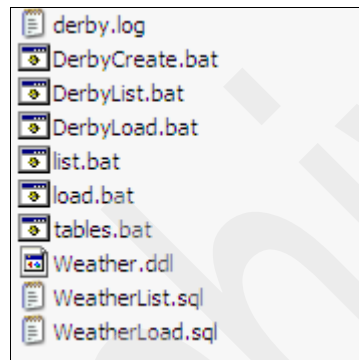 derby.log
DerbyCreate.bat
DerbyList.bat
DerbyLoad.bat
list.bat
load.bat
tables.bat
Weather.ddl
WeatherList.sql
WeatherLoad.sql